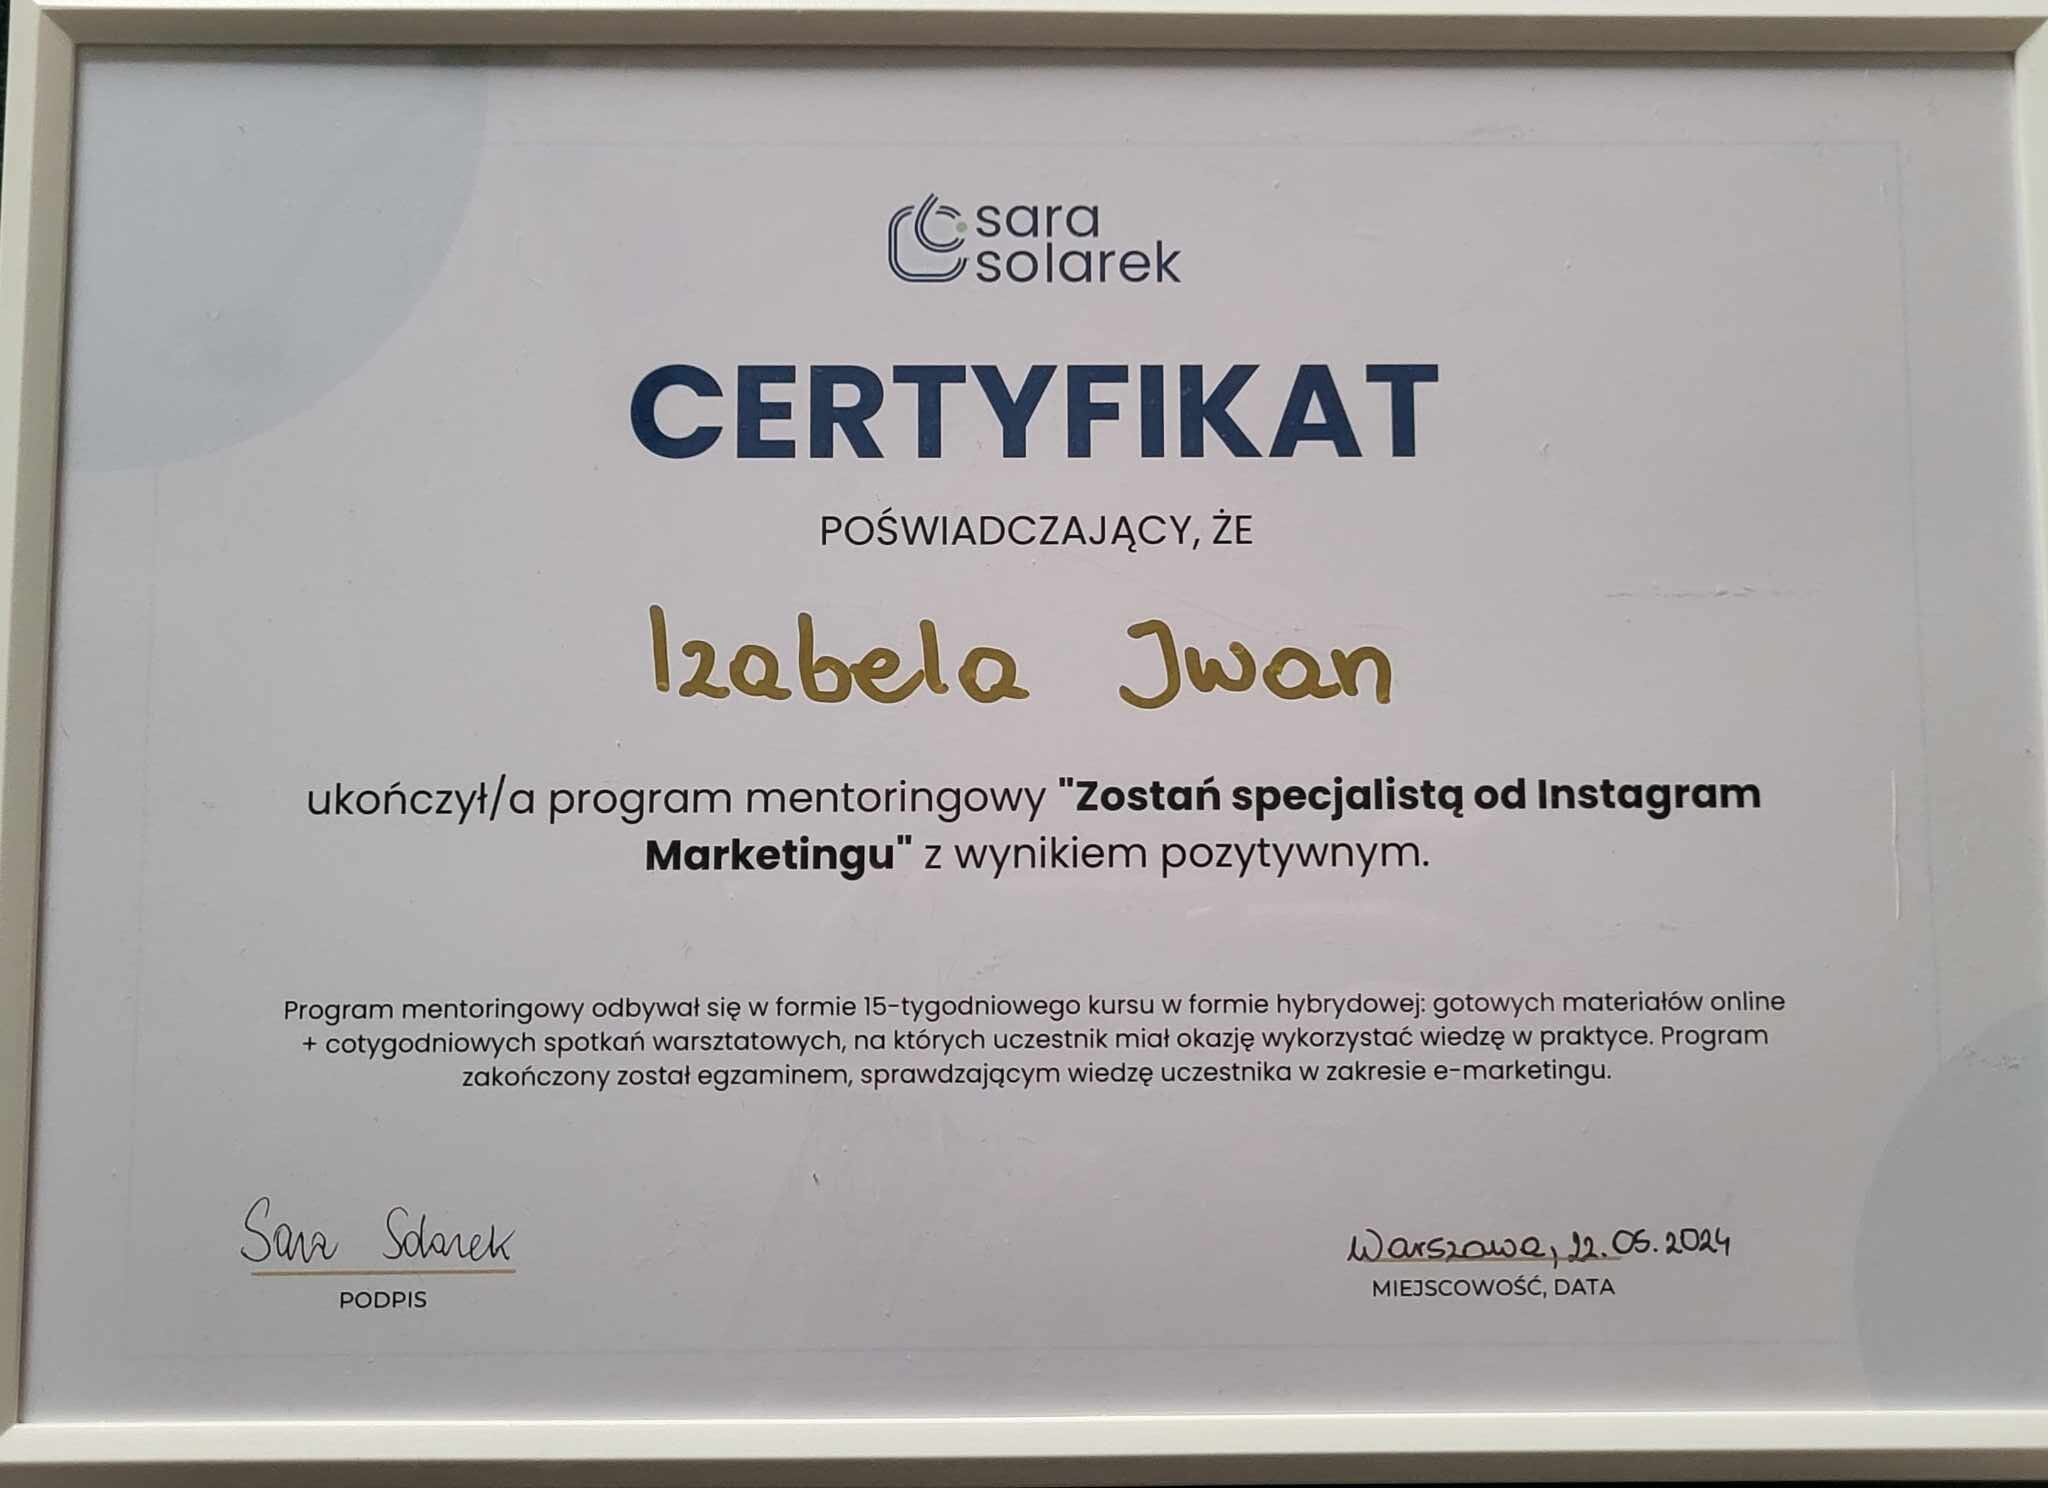 sara
solarek
CERTYFIKAT
POŚWIADCZAJĄCY, ŻE
Izabela Iwan
ukończył/a program mentoringowy "Zostań specjalistą od Instagram
Marketingu" z wynikiem pozytywnym.
Program mentoringowy odbywał się w formie 15-tygodniowego kursu w formie hybrydowej: gotowych materiałów online
+ cotygodniowych spotkań warsztatowych, na których uczestnik miał okazję wykorzystać wiedzę w praktyce. Program
zakończony został egzaminem, sprawdzającym wiedzę uczestnika w zakresie e-marketingu.
Sara Solarek
PODPIS
Warszawa, 22.05.2024
MIEJSCOWOŚĆ, DATA